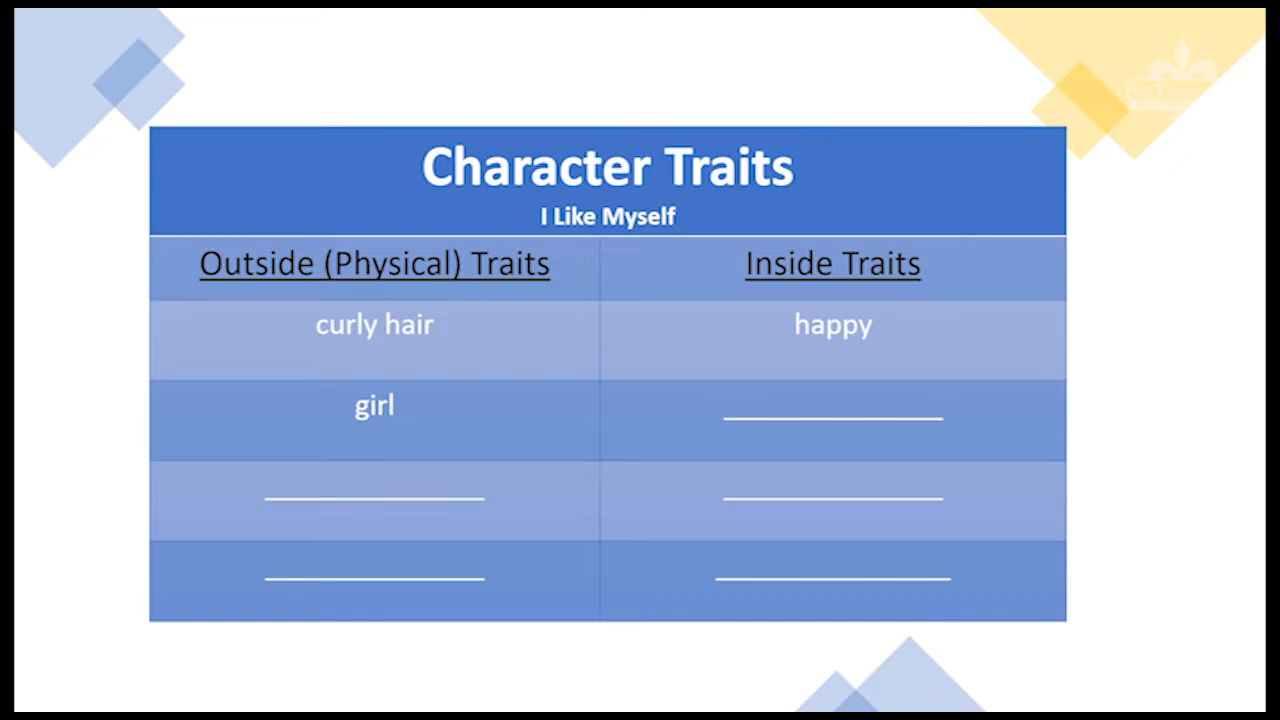 Character Traits
I Like Myself
Outside (Physical) Traits
Inside Traits
curly hair
happy
girl